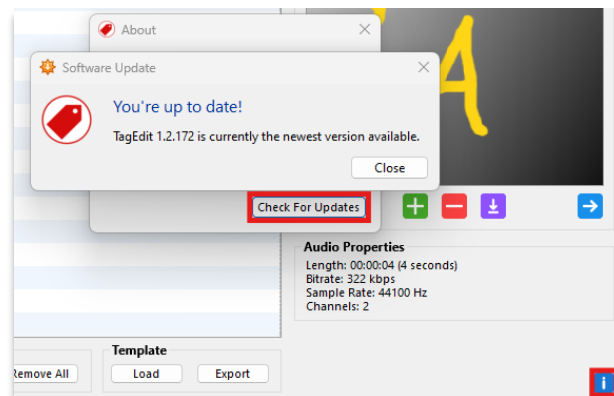 About
Software Update
You're up to date!
TagEdit 1.2.172 is currently the newest version available.
Close
Check For Updates
A
Audio Properties
Length: 00:00:04 (4 seconds)
Bitrate: 322 kbps
Sample Rate: 44100 Hz
Channels: 2
Template
Remove All
Load
Export
i